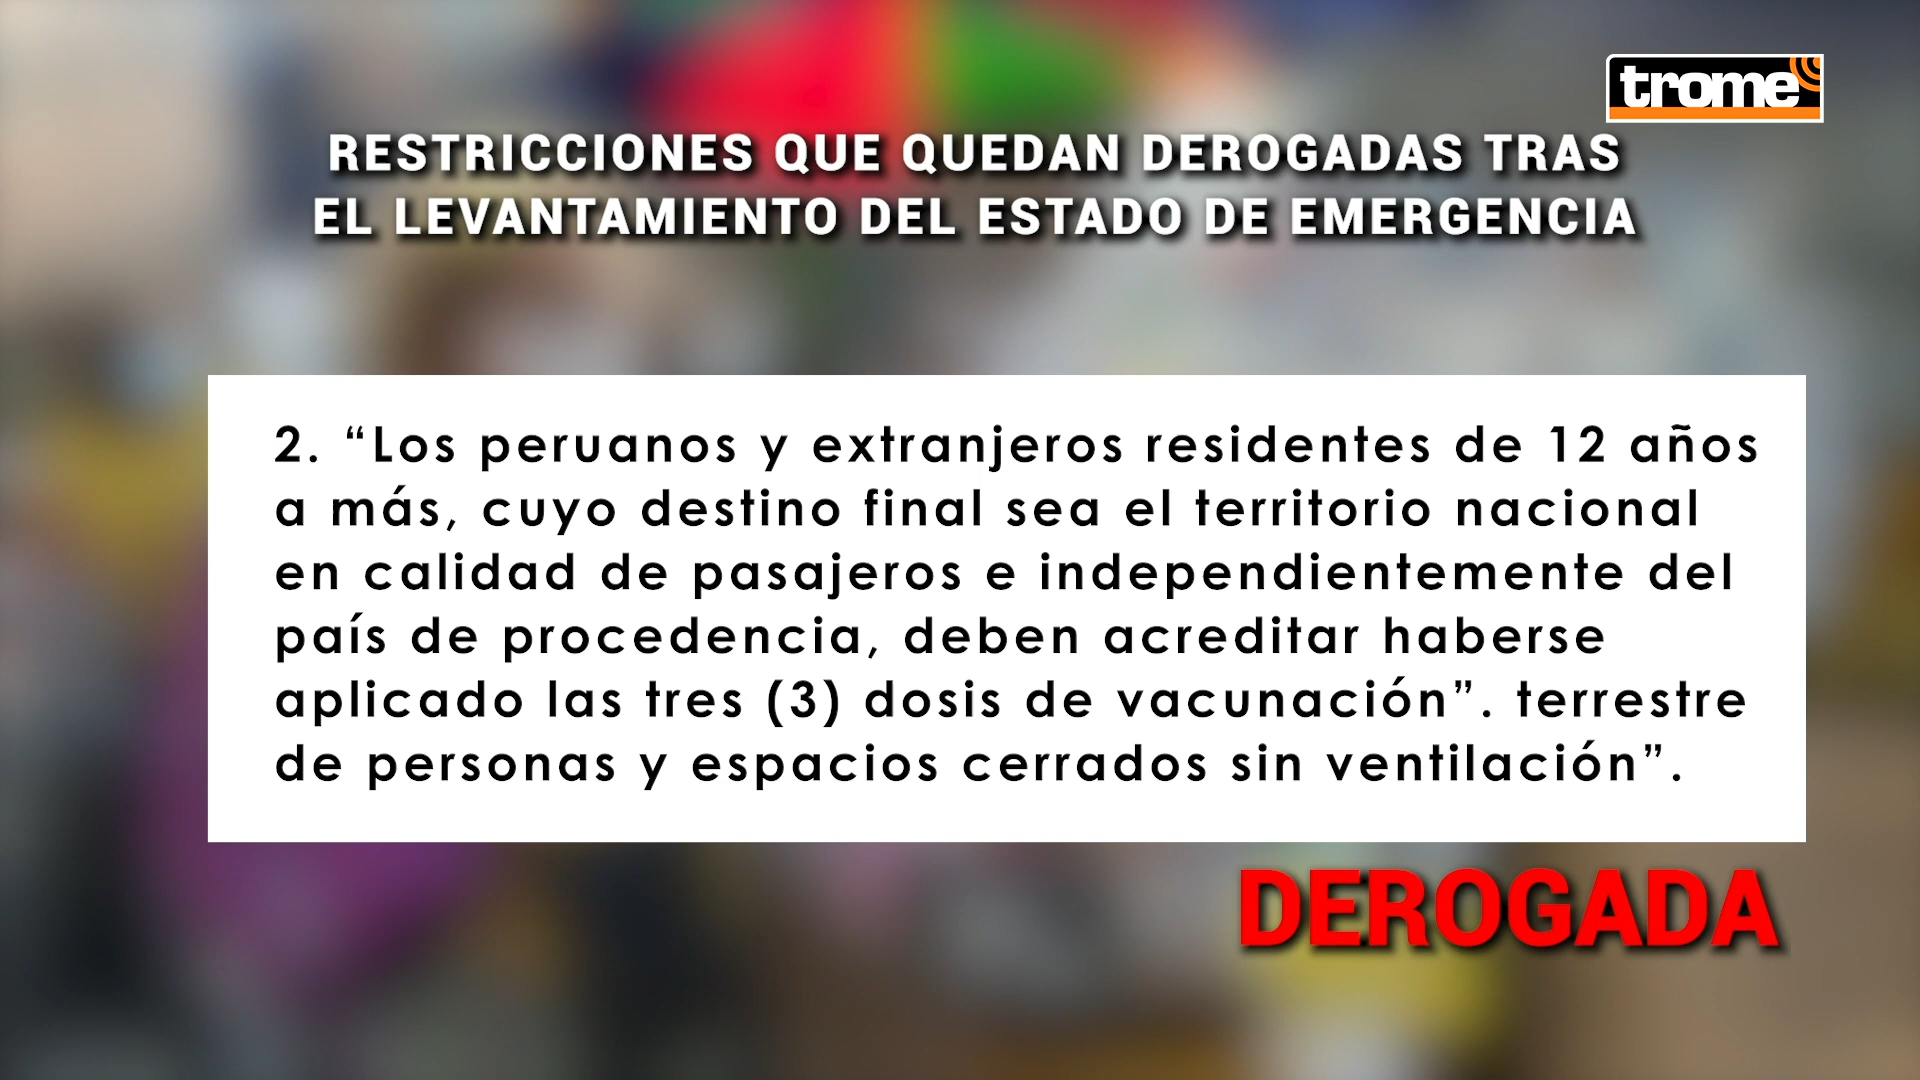 trome
RESTRICCIONES QUE QUEDAN DEROGADAS TRAS
EL LEVANTAMIENTO DEL ESTADO DE EMERGENCIA
2. “Los peruanos y extranjeros residentes de 12 años
a más, cuyo destino final sea el territorio nacional
en calidad de pasajeros e independientemente del
país de procedencia, deben acreditar haberse
aplicado las tres (3) dosis de vacunación”. terrestre
de personas y espacios cerrados sin ventilación”.
DEROGADA